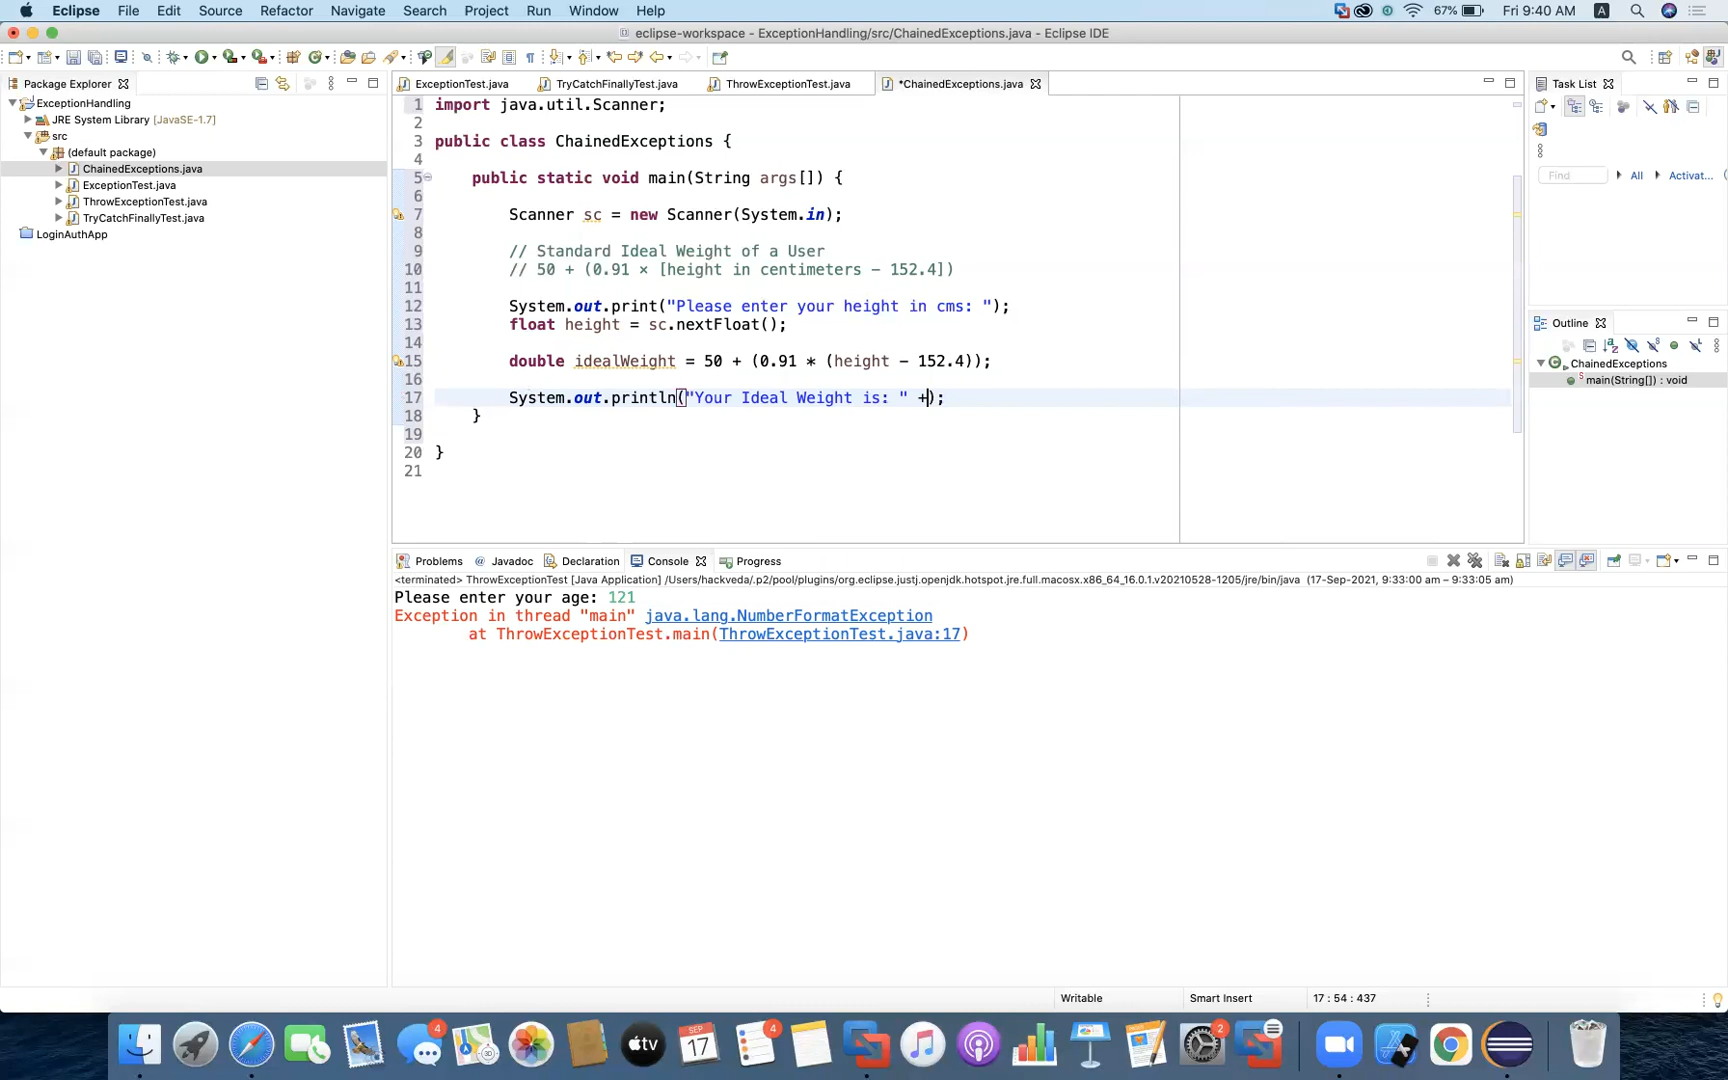 Eclipse File Edit Source Refactor Navigate Search Project Run Window Help 67% Fri 9:40 AM A
eclipse-workspace - ExceptionHandling/src/ChainedExceptions.java - Eclipse IDE
Package Explorer
ExceptionHandling
JRE System Library [JavaSE-1.7]
src
(default package)
ChainedExceptions.java
ExceptionTest.java
ThrowExceptionTest.java
TryCatchFinallyTest.java
LoginAuthApp
ExceptionTest.java TryCatchFinallyTest.java ThrowExceptionTest.java *ChainedExceptions.java
1 import java.util.Scanner;
2
3 public class ChainedExceptions {
4
5 public static void main(String args[]) {
6
7 Scanner sc = new Scanner(System.in);
8
9 // Standard Ideal Weight of a User
10 // 50 + (0.91 × [height in centimeters − 152.4])
11
12 System.out.print("Please enter your height in cms: ");
13 float height = sc.nextFloat();
14
15 double idealWeight = 50 + (0.91 * (height - 152.4));
16
17 System.out.println("Your Ideal Weight is: " +);
18 }
19
20 }
21
Task List
Find All Activat...
Outline
ChainedExceptions
main(String[]) : void
Problems @ Javadoc Declaration Console Progress
<terminated> ThrowExceptionTest [Java Application] /Users/hackveda/.p2/pool/plugins/org.eclipse.justj.openjdk.hotspot.jre.full.macosx.x86_64_16.0.1.v20210528-1205/jre/bin/java (17-Sep-2021, 9:33:00 am – 9:33:05 am)
Please enter your age: 121
Exception in thread "main" java.lang.NumberFormatException
at ThrowExceptionTest.main(ThrowExceptionTest.java:17)
Writable Smart Insert 17 : 54 : 437
4 SEP 17 4 tv 2